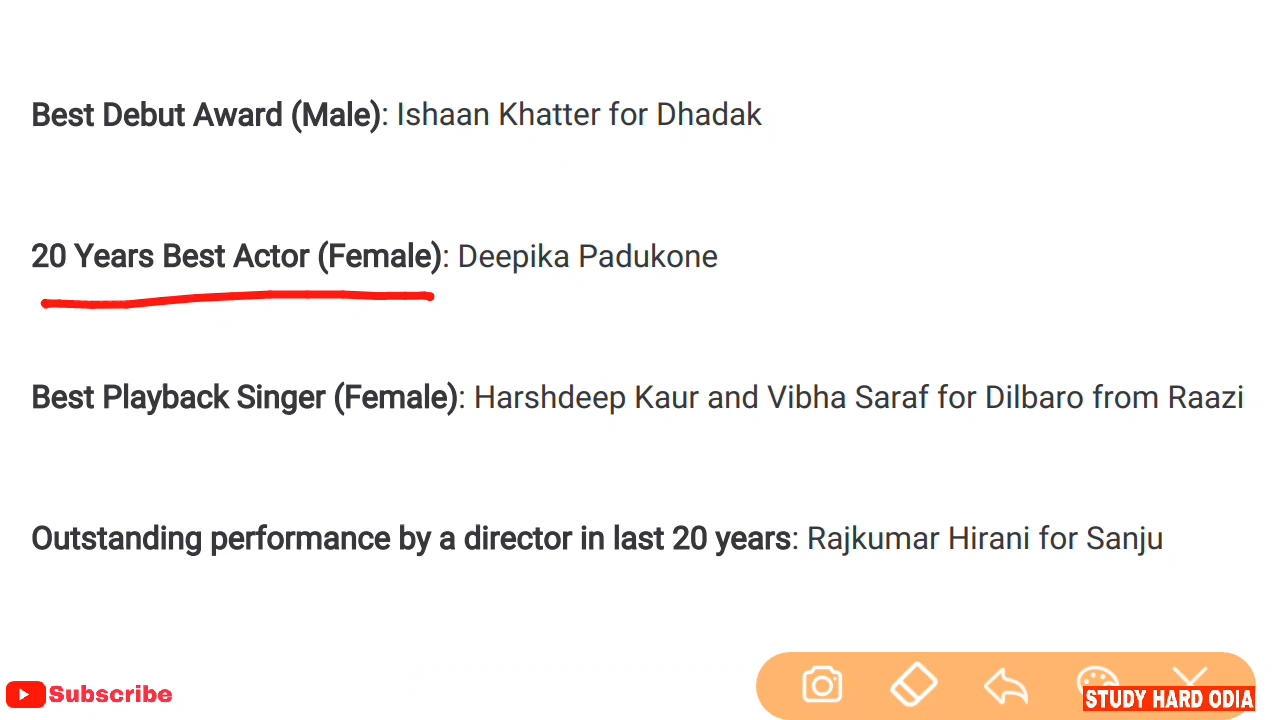 Best Debut Award (Male): Ishaan Khatter for Dhadak
20 Years Best Actor (Female): Deepika Padukone
Best Playback Singer (Female): Harshdeep Kaur and Vibha Saraf for Dilbaro from Raazi
Outstanding performance by a director in last 20 years: Rajkumar Hirani for Sanju
Subscribe
STUDY HARD ODIA